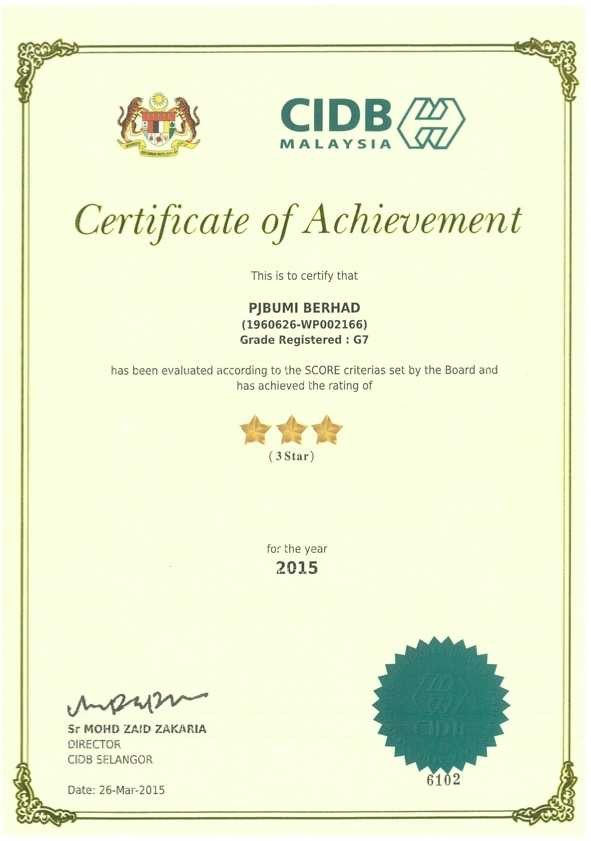 CIDB
MALAYSIA
Certificate of Achievement
This is to certify that
PJBUMI BERHAD
(1960626-WP002166)
Grade Registered : G7
has been evaluated according to the SCORE criterias set by the Board and
has achieved the rating of
(3 Star)
for the year
2015
Sr MOHD ZAID ZAKARIA
DIRECTOR
CIDB SELANGOR
Date: 26-Mar-2015
CIDB
6102